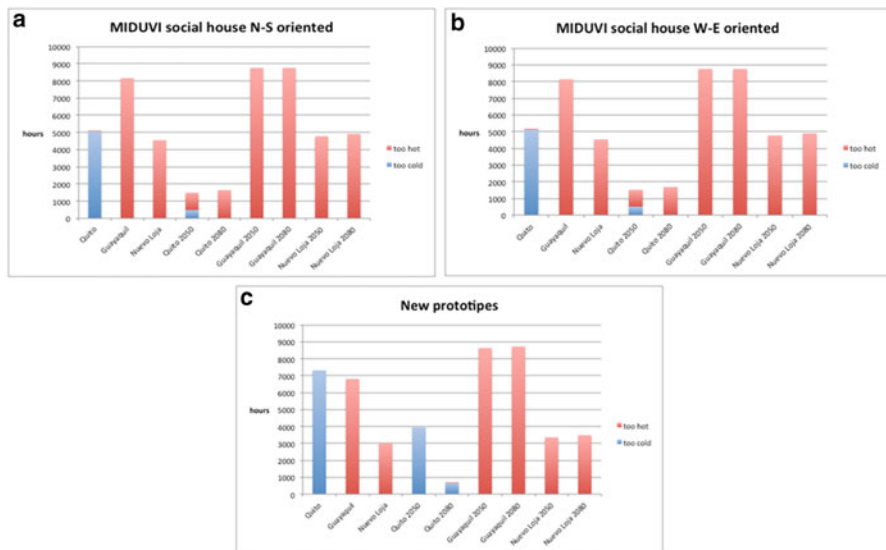 a
MIDUVI social house N-S oriented
10000
9000
8000
7000
6000
hours
5000
4000
3000
2000
1000
0
too hot
too cold
Quito
Guayaquil
Nuevo Loja
Quito 2050
Quito 2080
Guayaquil 2050
Guayaquil 2080
Nuevo Loja 2050
Nuevo Loja 2080
b
MIDUVI social house W-E oriented
10000
9000
8000
7000
6000
hours
5000
4000
3000
2000
1000
0
too hot
too cold
Quito
Guayaquil
Nuevo Loja
Quito 2050
Quito 2080
Guayaquil 2050
Guayaquil 2080
Nuevo Loja 2050
Nuevo Loja 2080
c
New prototipes
10000
9000
8000
7000
6000
hours
5000
4000
3000
2000
1000
0
too hot
too cold
Quito
Guayaquil
Nuevo Loja
Quito 2050
Quito 2080
Guayaquil 2050
Guayaquil 2080
Nuevo Loja 2050
Nuevo Loja 2080